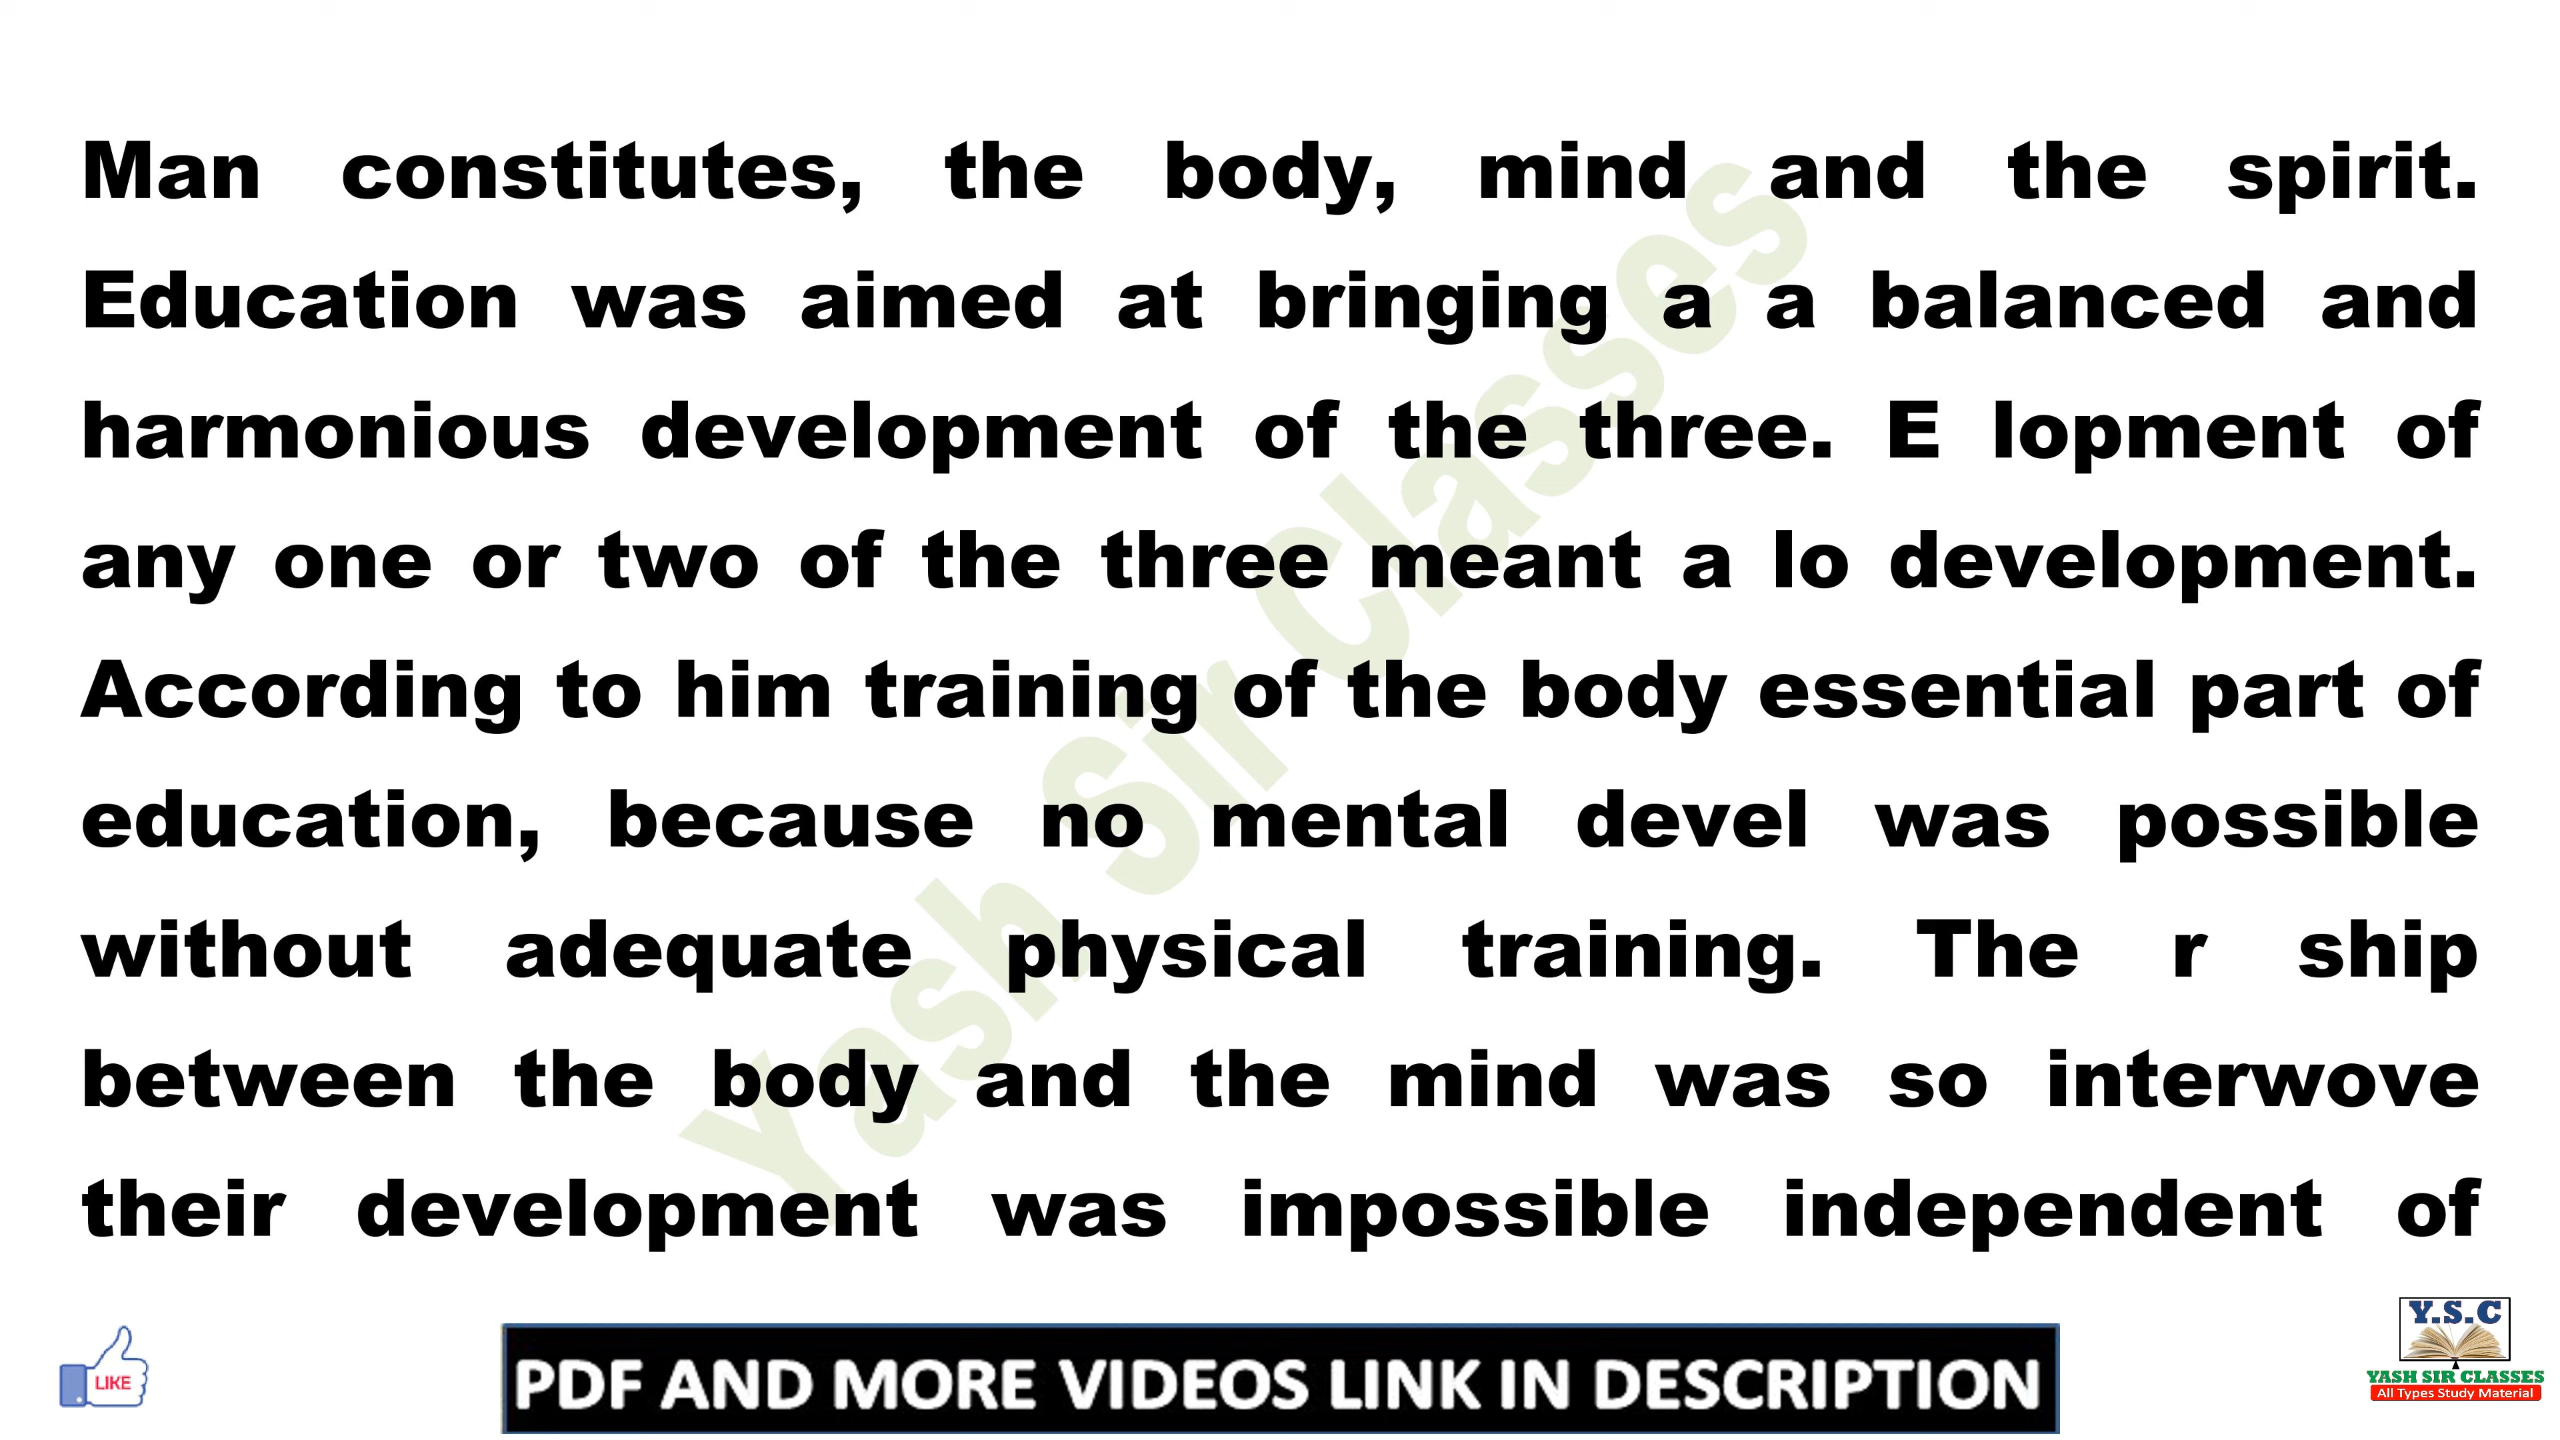 Man constitutes, the body, mind and the spirit.
Education was aimed at bringing a a balanced and
harmonious development of the three. E lopment of
any one or two of the three meant a lo development.
According to him training of the body essential part of
education, because no mental devel was possible
without adequate physical training. The r ship
between the body and the mind was so interwove
their development was impossible independent of
Yash Sir Classes
LIKE
PDF AND MORE VIDEOS LINK IN DESCRIPTION
Y.S.C
YASH SIR CLASSES
All Types Study Material